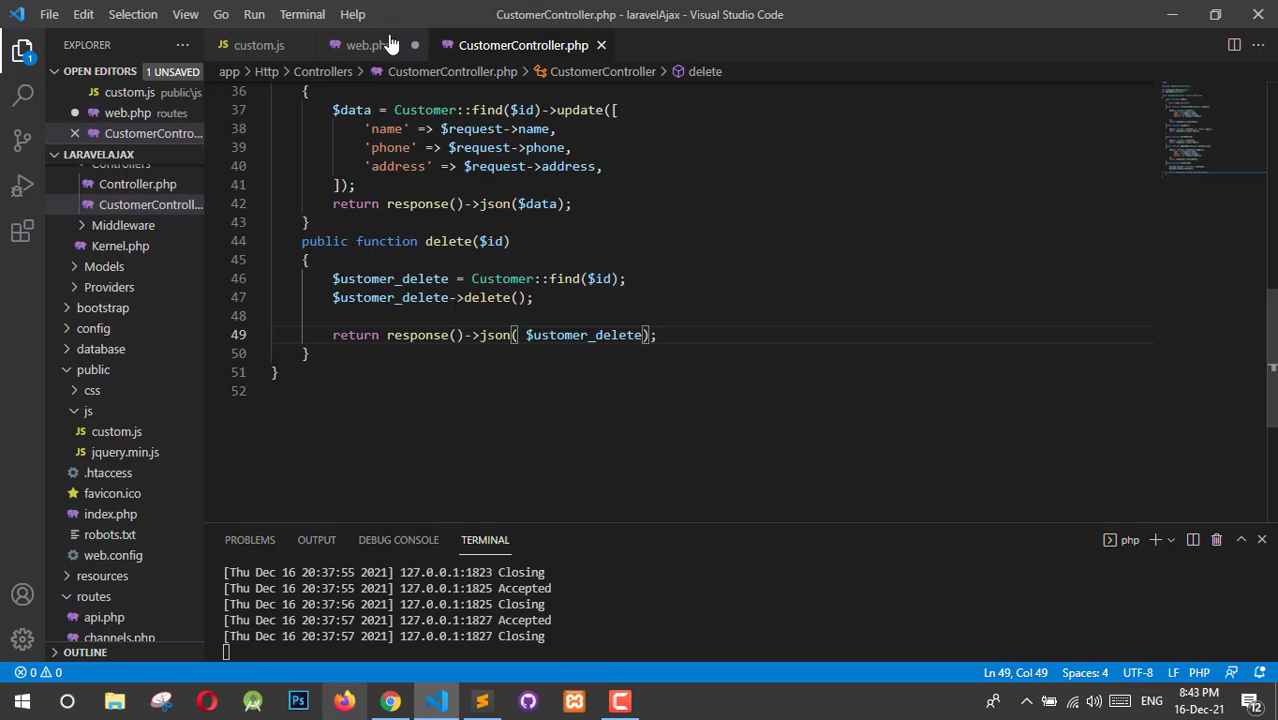 File Edit Selection View Go Run Terminal Help CustomerController.php - laravelAjax - Visual Studio Code
EXPLORER
custom.js web.php CustomerController.php
1
OPEN EDITORS 1 UNSAVED
app Http Controllers CustomerController.php CustomerController delete
custom.js public\js
web.php routes
CustomerContro...
LARAVELAJAX
Controllers
Controller.php
CustomerControll...
Middleware
Kernel.php
Models
Providers
bootstrap
config
database
public
css
js
custom.js
jquery.min.js
.htaccess
favicon.ico
index.php
robots.txt
web.config
resources
routes
api.php
channels.php
OUTLINE
36 {
37 $data = Customer::find($id)->update([
38 'name' => $request->name,
39 'phone' => $request->phone,
40 'address' => $request->address,
41 ]);
42 return response()->json($data);
43 }
44 public function delete($id)
45 {
46 $ustomer_delete = Customer::find($id);
47 $ustomer_delete->delete();
48
49 return response()->json( $ustomer_delete);
50 }
51 }
52
PROBLEMS OUTPUT DEBUG CONSOLE TERMINAL php
[Thu Dec 16 20:37:55 2021] 127.0.0.1:1823 Closing
[Thu Dec 16 20:37:55 2021] 127.0.0.1:1825 Accepted
[Thu Dec 16 20:37:56 2021] 127.0.0.1:1825 Closing
[Thu Dec 16 20:37:57 2021] 127.0.0.1:1827 Accepted
[Thu Dec 16 20:37:57 2021] 127.0.0.1:1827 Closing
0 0 Ln 49, Col 49 Spaces: 4 UTF-8 LF PHP
Ps ENG 8:43 PM
16-Dec-21 12